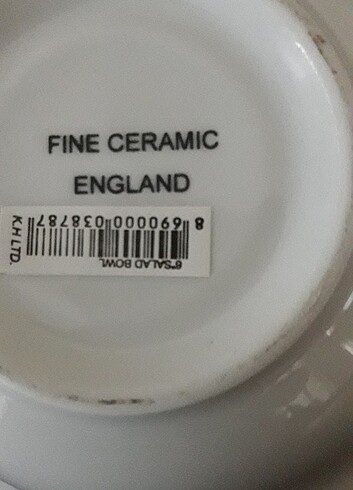 FINE CERAMIC
ENGLAND
6"SALAD BOWL
8 690000 038787
K.H LTD.